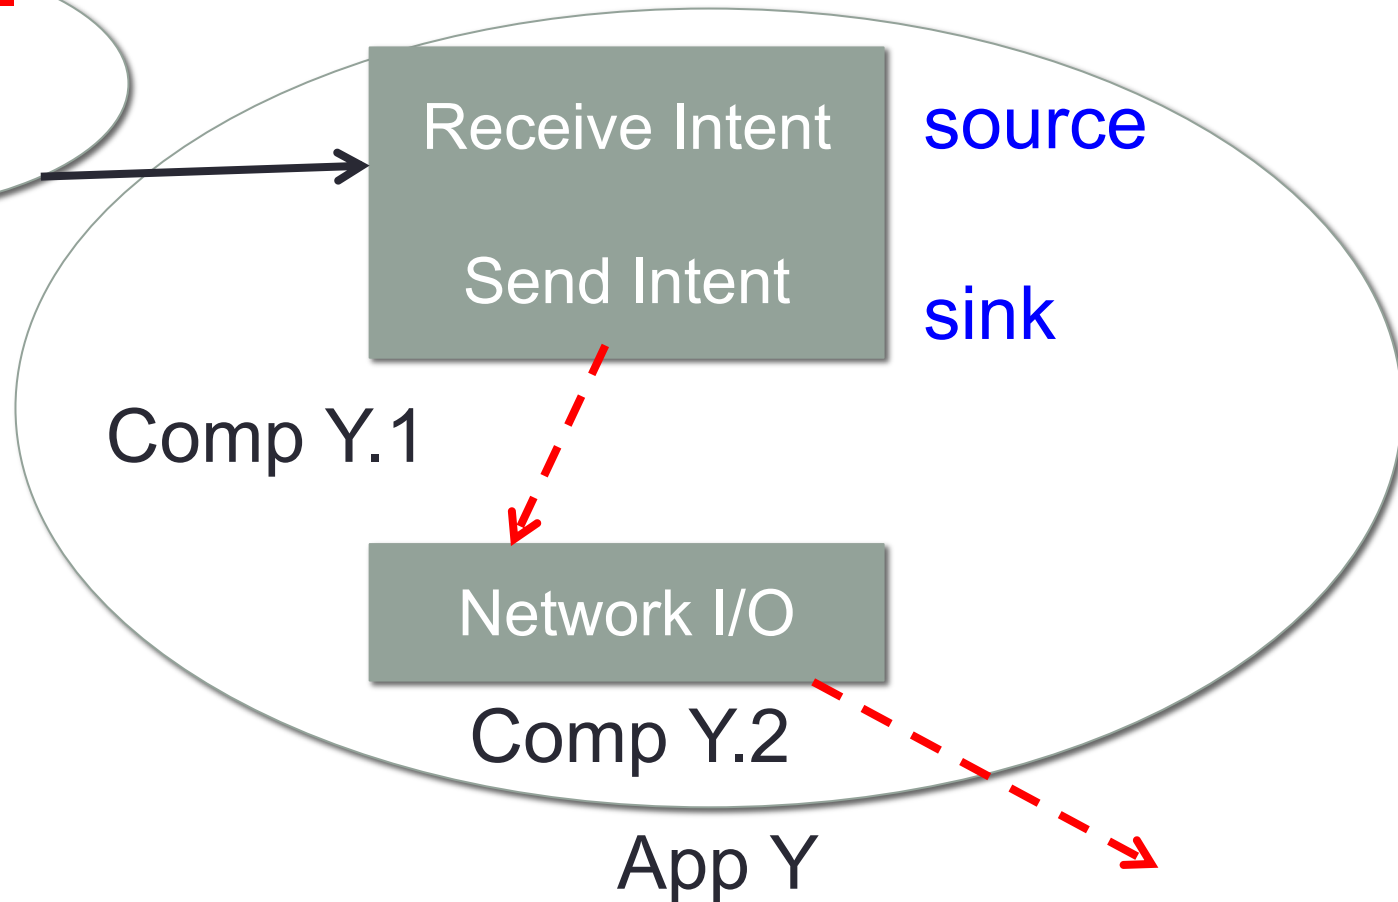 Receive Intent
source
Send Intent
sink
Comp Y.1
Network I/O
Comp Y.2
App Y